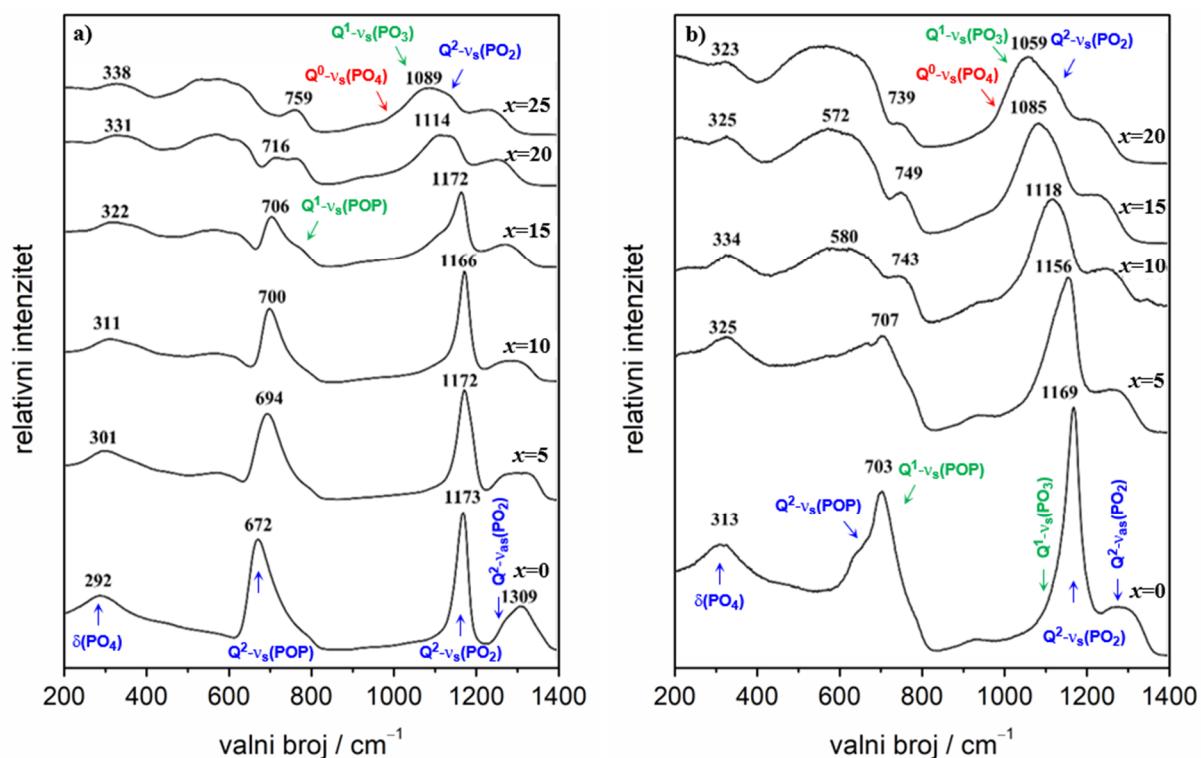 a)
Q¹-νs(PO₃)
Q²-νs(PO₂)
Q⁰-νs(PO₄)
338
759
1089
x=25
331
716
1114
x=20
322
706
Q¹-νs(POP)
1172
x=15
311
700
1166
x=10
301
694
1172
x=5
292
672
1173
Q²-νas(PO₂)
x=0
1309
δ(PO₄)
Q²-νs(POP)
Q²-νs(PO₂)
200 400 600 800 1000 1200 1400
valni broj / cm⁻¹
relativni intenzitet
b)
Q¹-νs(PO₃)
1059
Q²-νs(PO₂)
Q⁰-νs(PO₄)
323
739
1085
x=20
325
572
749
1118
x=15
334
580
743
1156
x=10
325
707
1169
x=5
313
Q²-νs(POP)
703
Q¹-νs(POP)
Q¹-νs(PO₃)
Q²-νas(PO₂)
x=0
δ(PO₄)
Q²-νs(PO₂)
200 400 600 800 1000 1200 1400
valni broj / cm⁻¹
relativni intenzitet